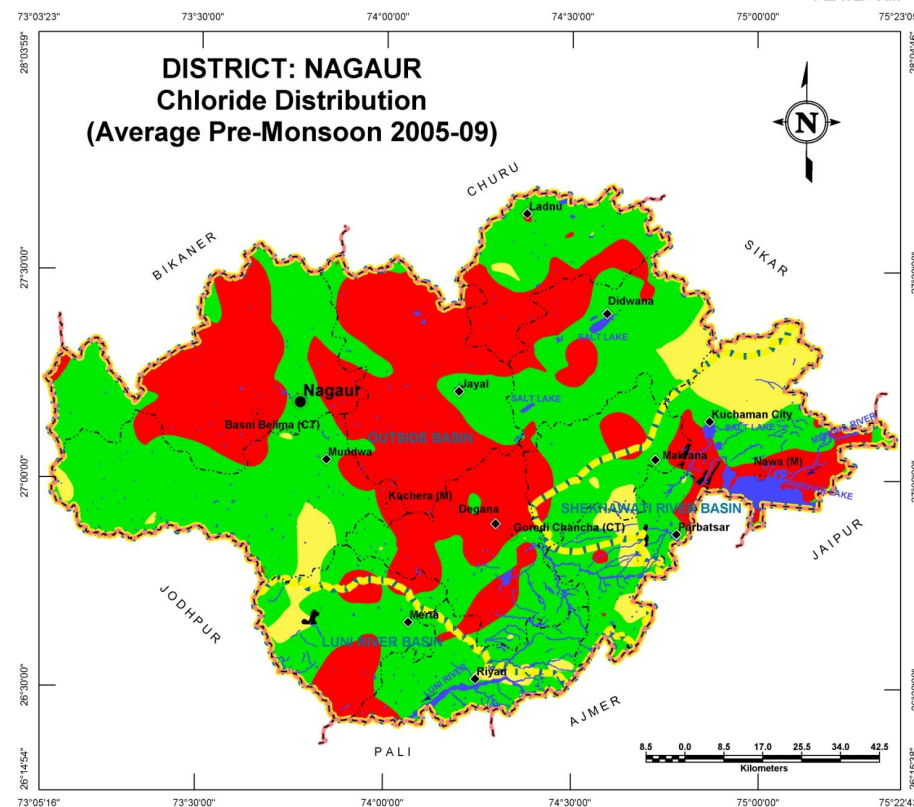 73°03'23"
73°30'00"
74°00'00"
74°30'00"
75°00'00"
28°03'59"
DISTRICT: NAGAUR
Chloride Distribution
(Average Pre-Monsoon 2005-09)
N
CHURU
Ladnu
BIKANER
SIKAR
27°30'00"
Didwana
SALT LAKE
Nagaur
Jayal
SALT LAKE
Kuchaman City
SALT LAKE
Basni Belima (CT)
OUTSIDE BASIN
Mundwa
Makrana
Nawa (M)
27°00'00"
Kuchera (M)
Degana
SHEKHAWATI RIVER BASIN
Goredi Chancha (CT)
Parbatsar
JAIPUR
JODHPUR
Merta
LUNI RIVER BASIN
Riyan
LUNI RIVER
26°30'00"
AJMER
PALI
8.5 0.0 8.5 17.0 25.5 34.0 42.5
Kilometers
26°14'54"
73°05'16"
73°30'00"
74°00'00"
74°30'00"
75°00'00"